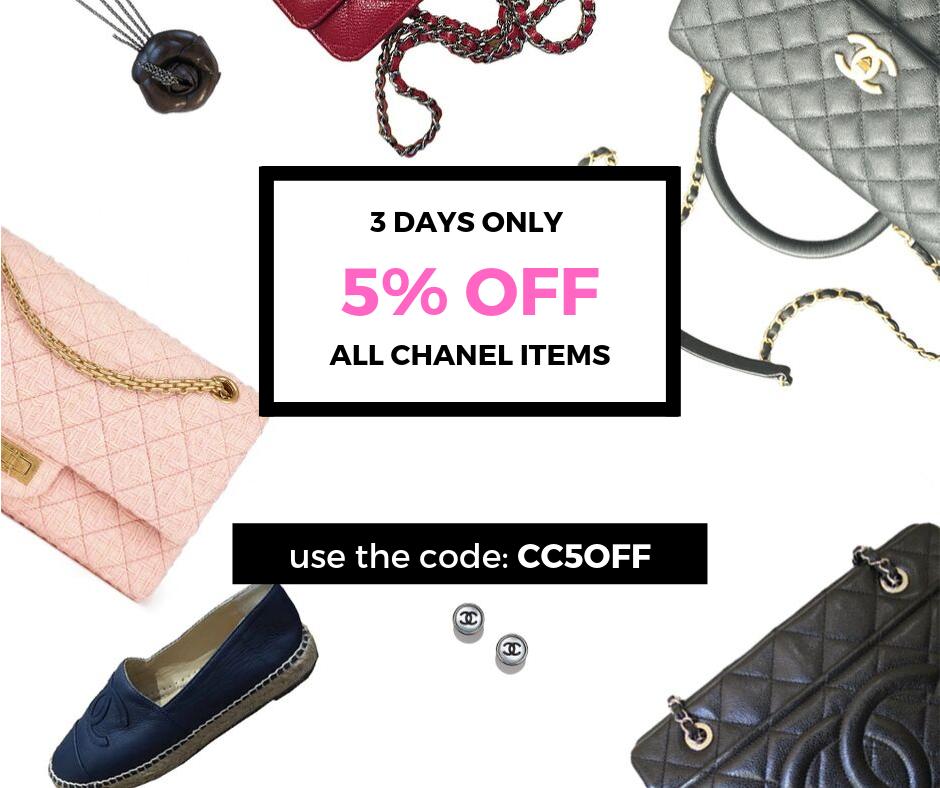 3 DAYS ONLY
5% OFF
ALL CHANEL ITEMS
use the code: CC5OFF